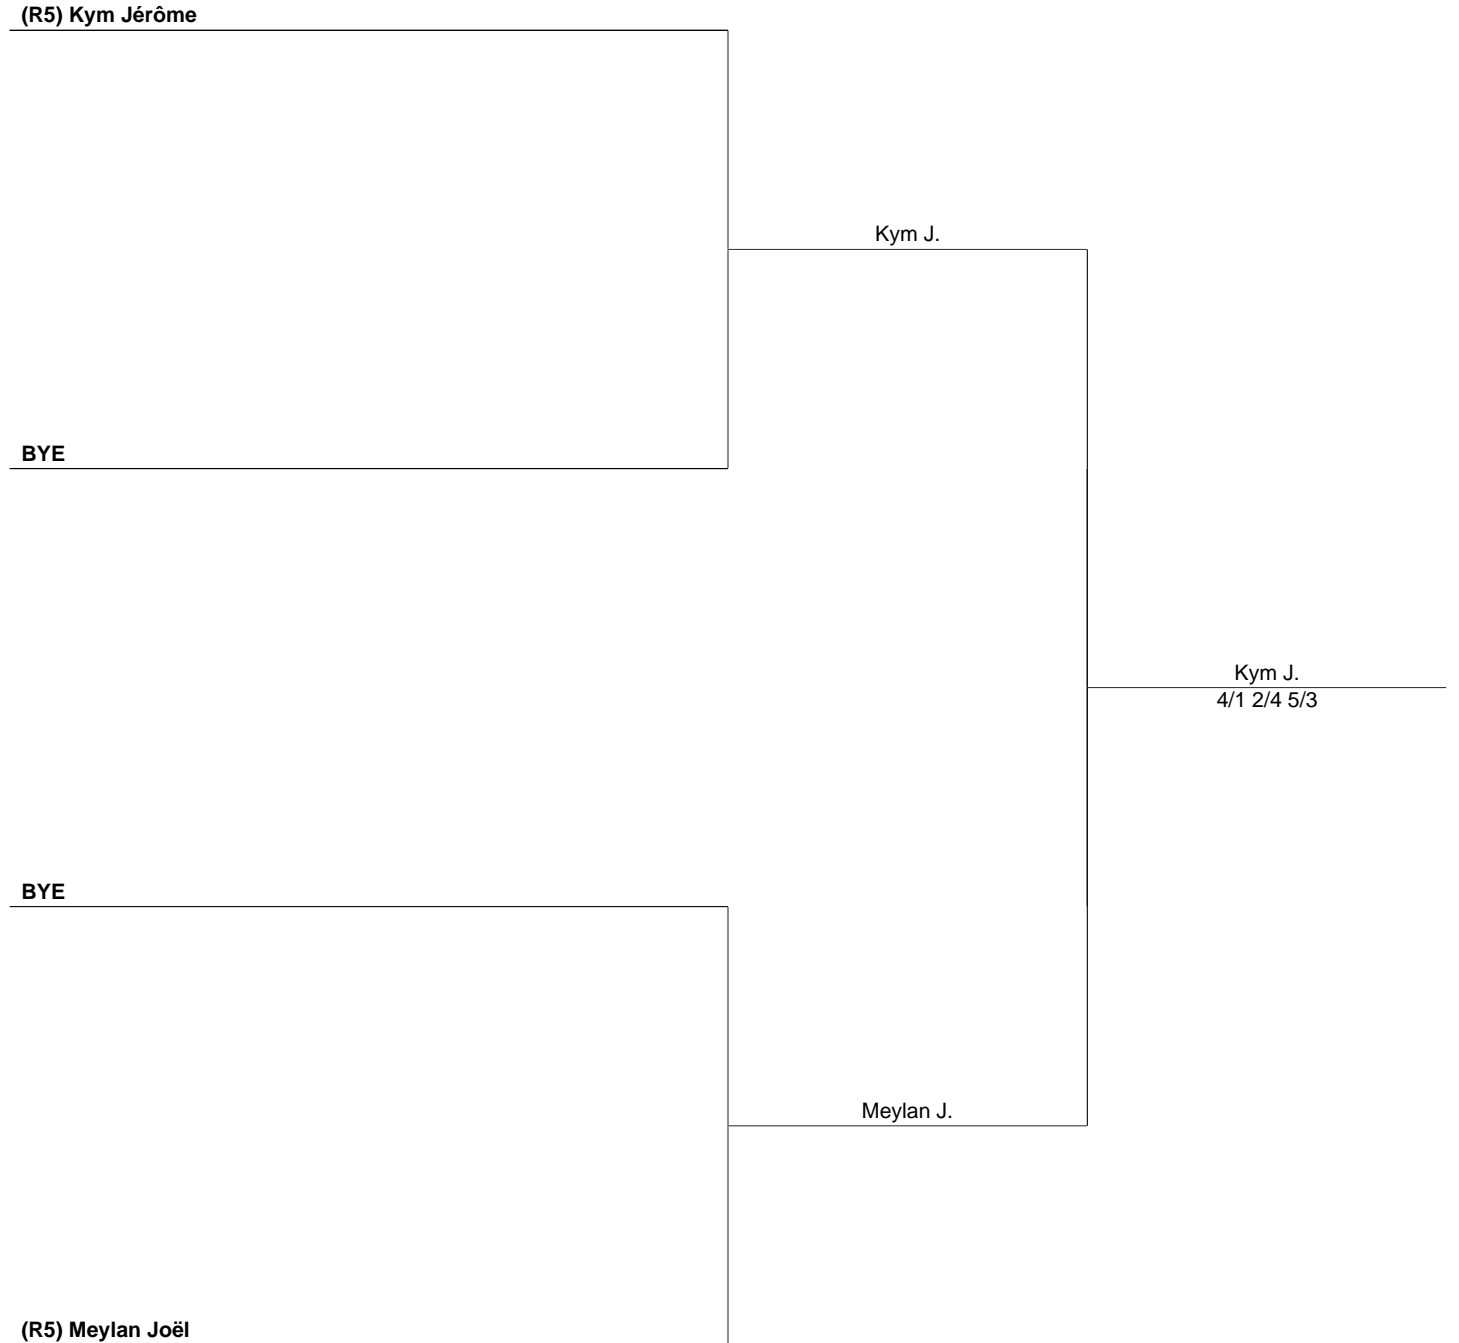 (R5) Kym Jérôme
Kym J.
BYE
Kym J.
4/1 2/4 5/3
BYE
Meylan J.
(R5) Meylan Joël